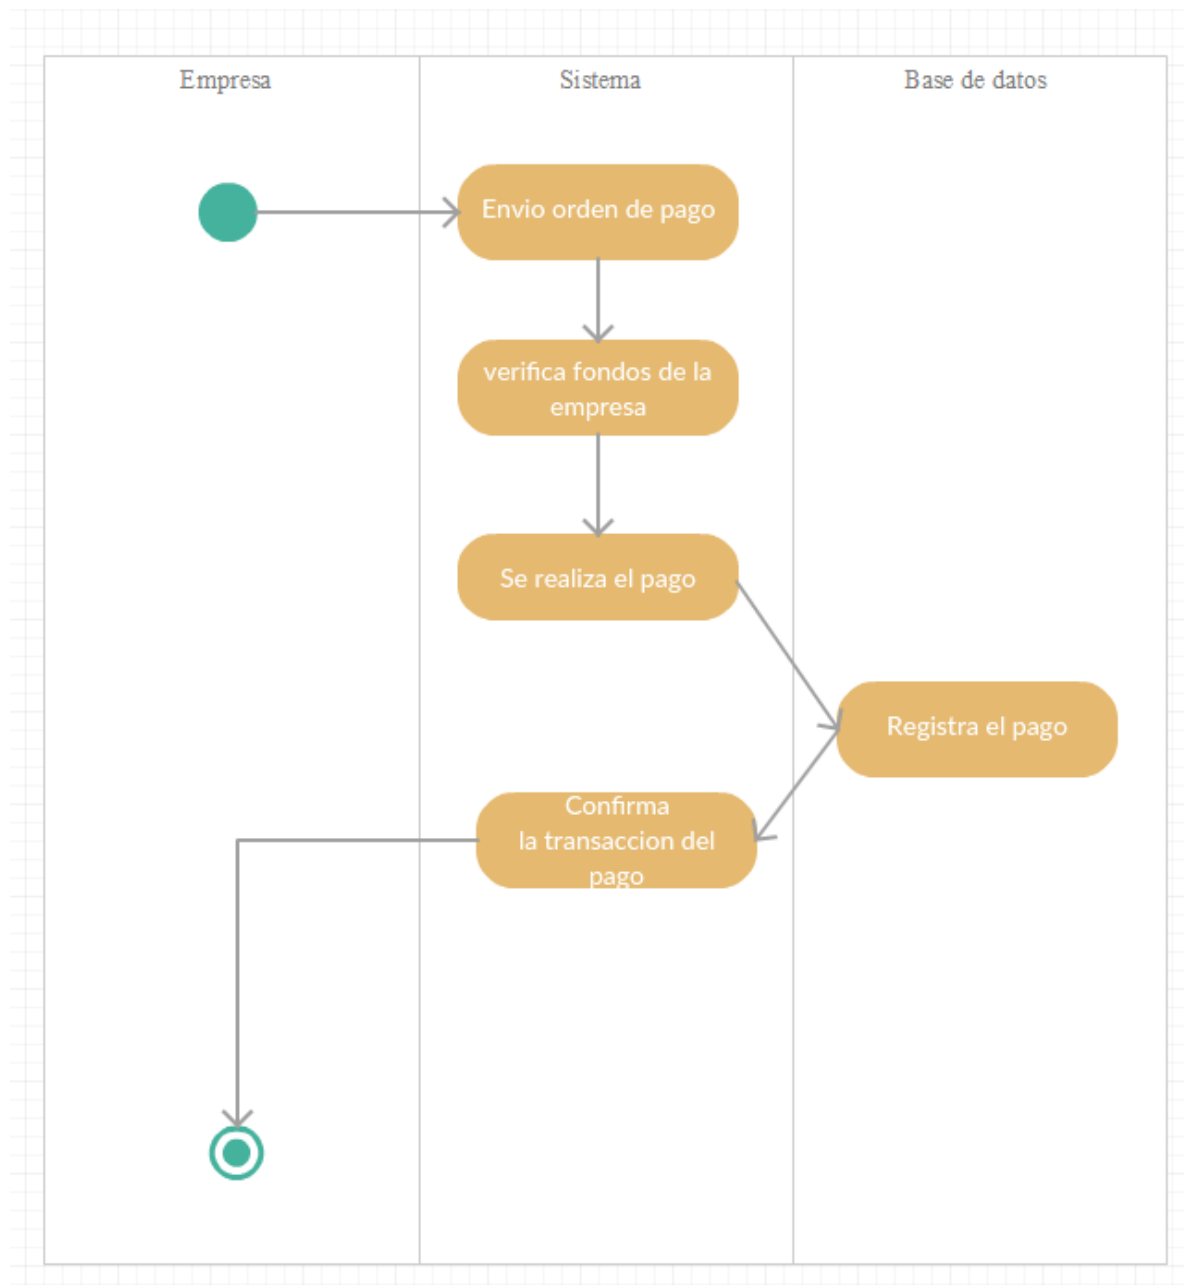 Empresa
Sistema
Base de datos
Envio orden de pago
verifica fondos de la
empresa
Se realiza el pago
Registra el pago
Confirma
la transaccion del
pago